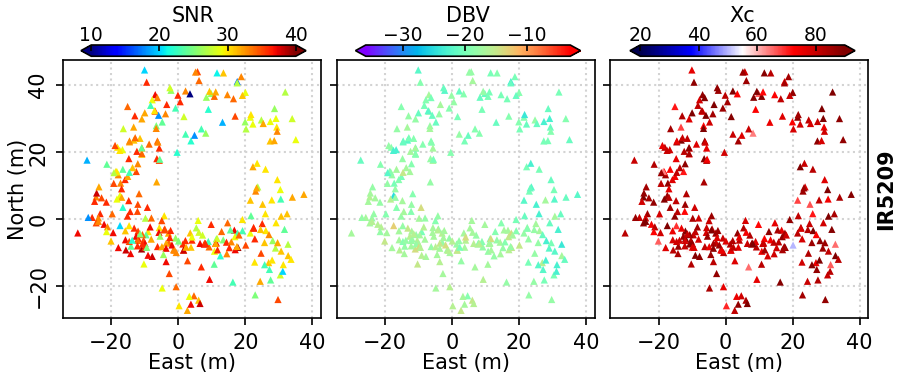 SNR
DBV
Xc
10 20 30 40
−30 −20 −10
20 40 60 80
North (m)
40
20
0
−20
−20 0 20 40
−20 0 20 40
−20 0 20 40
East (m)
East (m)
East (m)
IR5209